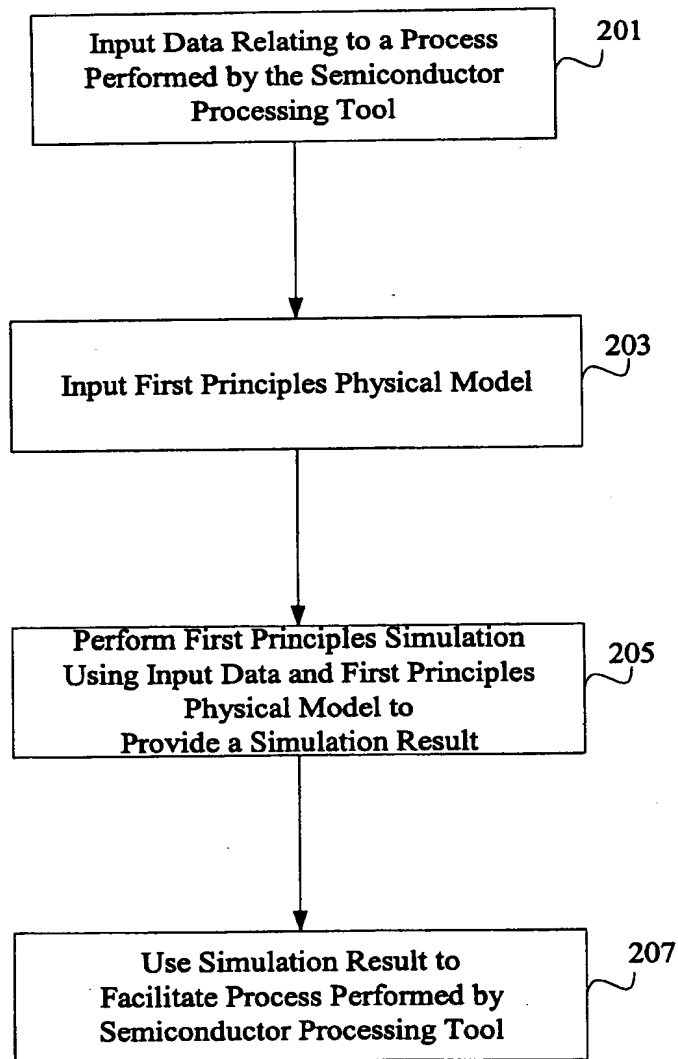 Input Data Relating to a Process
Performed by the Semiconductor
Processing Tool
201
Input First Principles Physical Model
203
Perform First Principles Simulation
Using Input Data and First Principles
Physical Model to
Provide a Simulation Result
205
Use Simulation Result to
Facilitate Process Performed by
Semiconductor Processing Tool
207